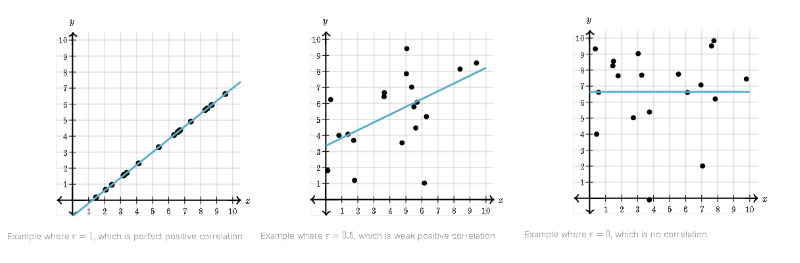 y
10
9
8
7
6
5
4
3
2
1
1 2 3 4 5 6 7 8 9 10
x
Example where r = 1, which is perfect positive correlation
y
10
9
8
7
6
5
4
3
2
1
1 2 3 4 5 6 7 8 9 10
x
Example where r = 0.5, which is weak positive correlation
y
10
9
8
7
6
5
4
3
2
1
1 2 3 4 5 6 7 8 9 10
x
Example where r = 0, which is no correlation